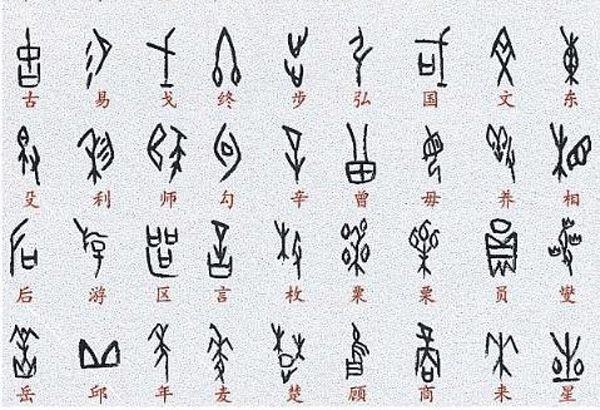 古 易 戈 终 步 弘 国 文 东
殳 利 师 勾 辛 曾 毋 养 相
后 游 区 言 枚 粟 栗 员 燮
岳 邱 年 麦 楚 顾 商 来 星